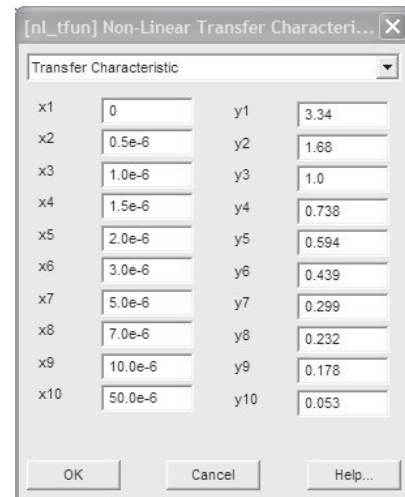 [nl_tfun] Non-Linear Transfer Characteri...
Transfer Characteristic
x1 0 y1 3.34
x2 0.5e-6 y2 1.68
x3 1.0e-6 y3 1.0
x4 1.5e-6 y4 0.738
x5 2.0e-6 y5 0.594
x6 3.0e-6 y6 0.439
x7 5.0e-6 y7 0.299
x8 7.0e-6 y8 0.232
x9 10.0e-6 y9 0.178
x10 50.0e-6 y10 0.053
OK Cancel Help...